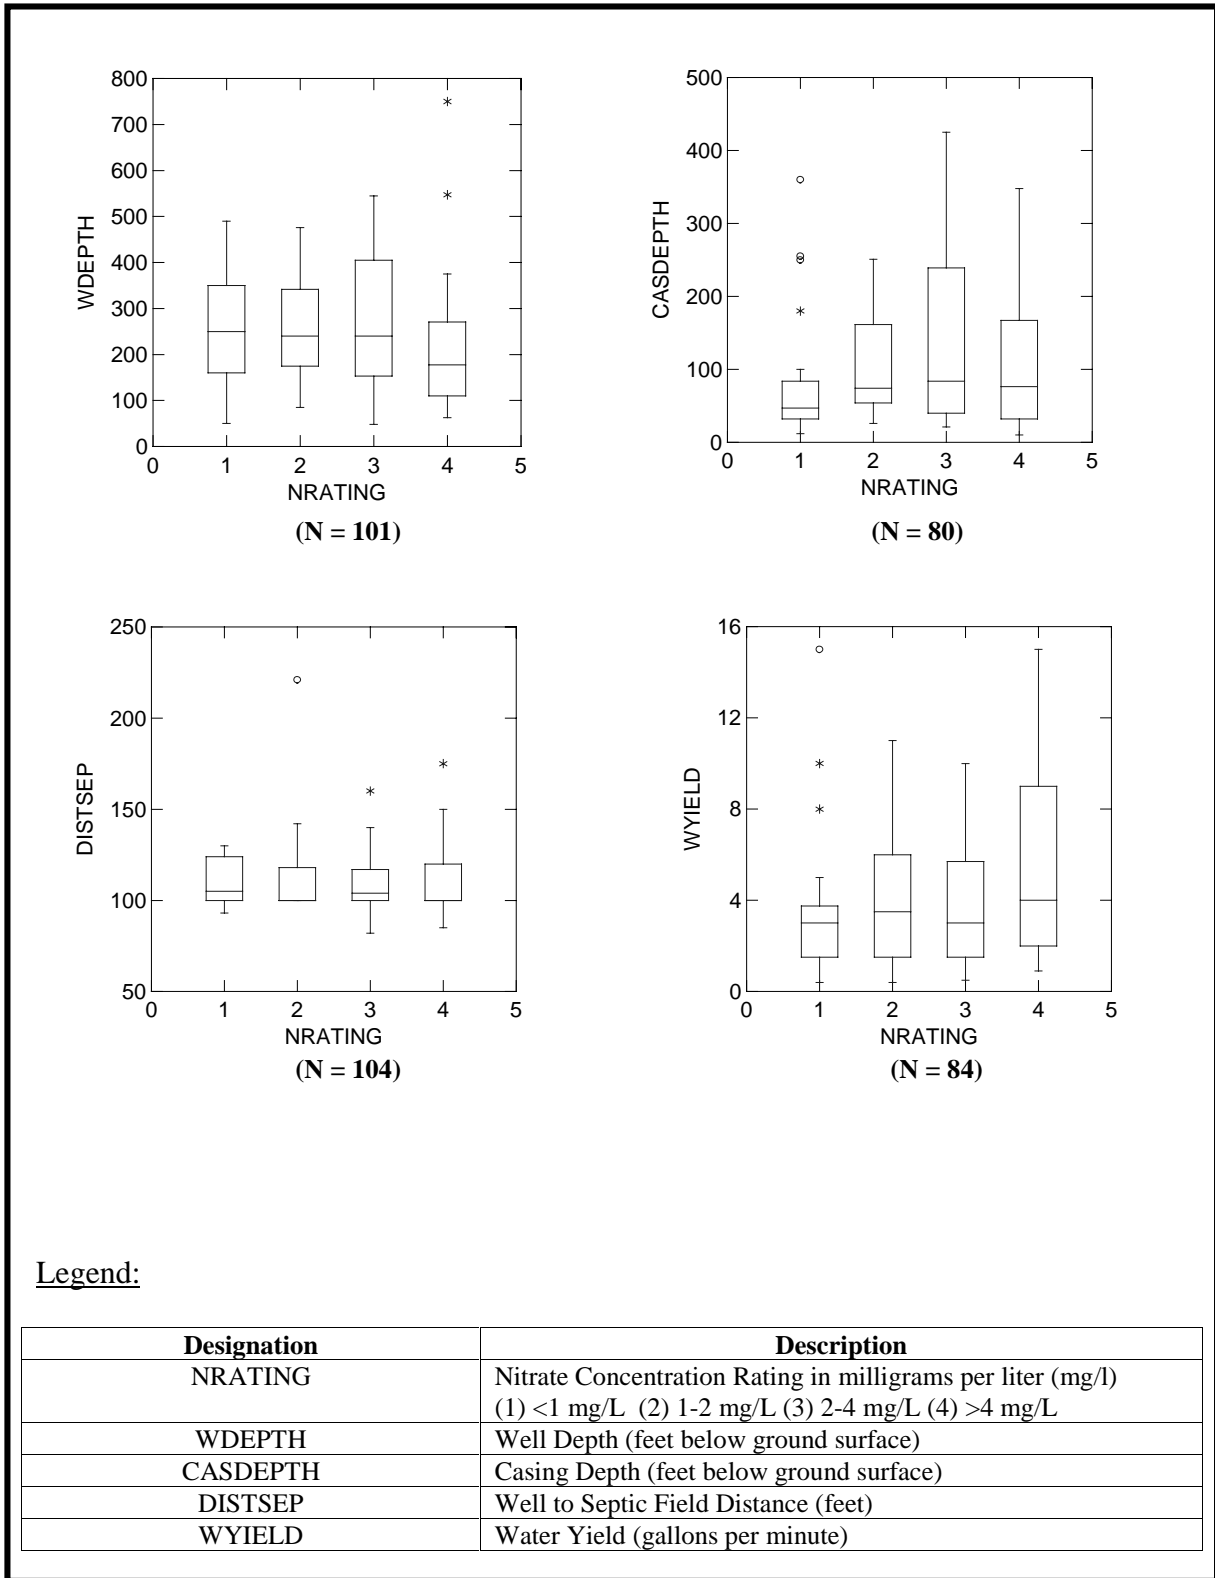 800
700
600
500
400
300
200
100
0
WDEPTH
0 1 2 3 4 5
NRATING
(N = 101)
500
400
300
200
100
0
CASDEPTH
0 1 2 3 4 5
NRATING
(N = 80)
250
200
150
100
50
DISTSEP
0 1 2 3 4 5
NRATING
(N = 104)
16
12
8
4
0
WYIELD
0 1 2 3 4 5
NRATING
(N = 84)
Legend:
Designation Description
NRATING Nitrate Concentration Rating in milligrams per liter (mg/l)
(1) <1 mg/L (2) 1-2 mg/L (3) 2-4 mg/L (4) >4 mg/L
WDEPTH Well Depth (feet below ground surface)
CASDEPTH Casing Depth (feet below ground surface)
DISTSEP Well to Septic Field Distance (feet)
WYIELD Water Yield (gallons per minute)